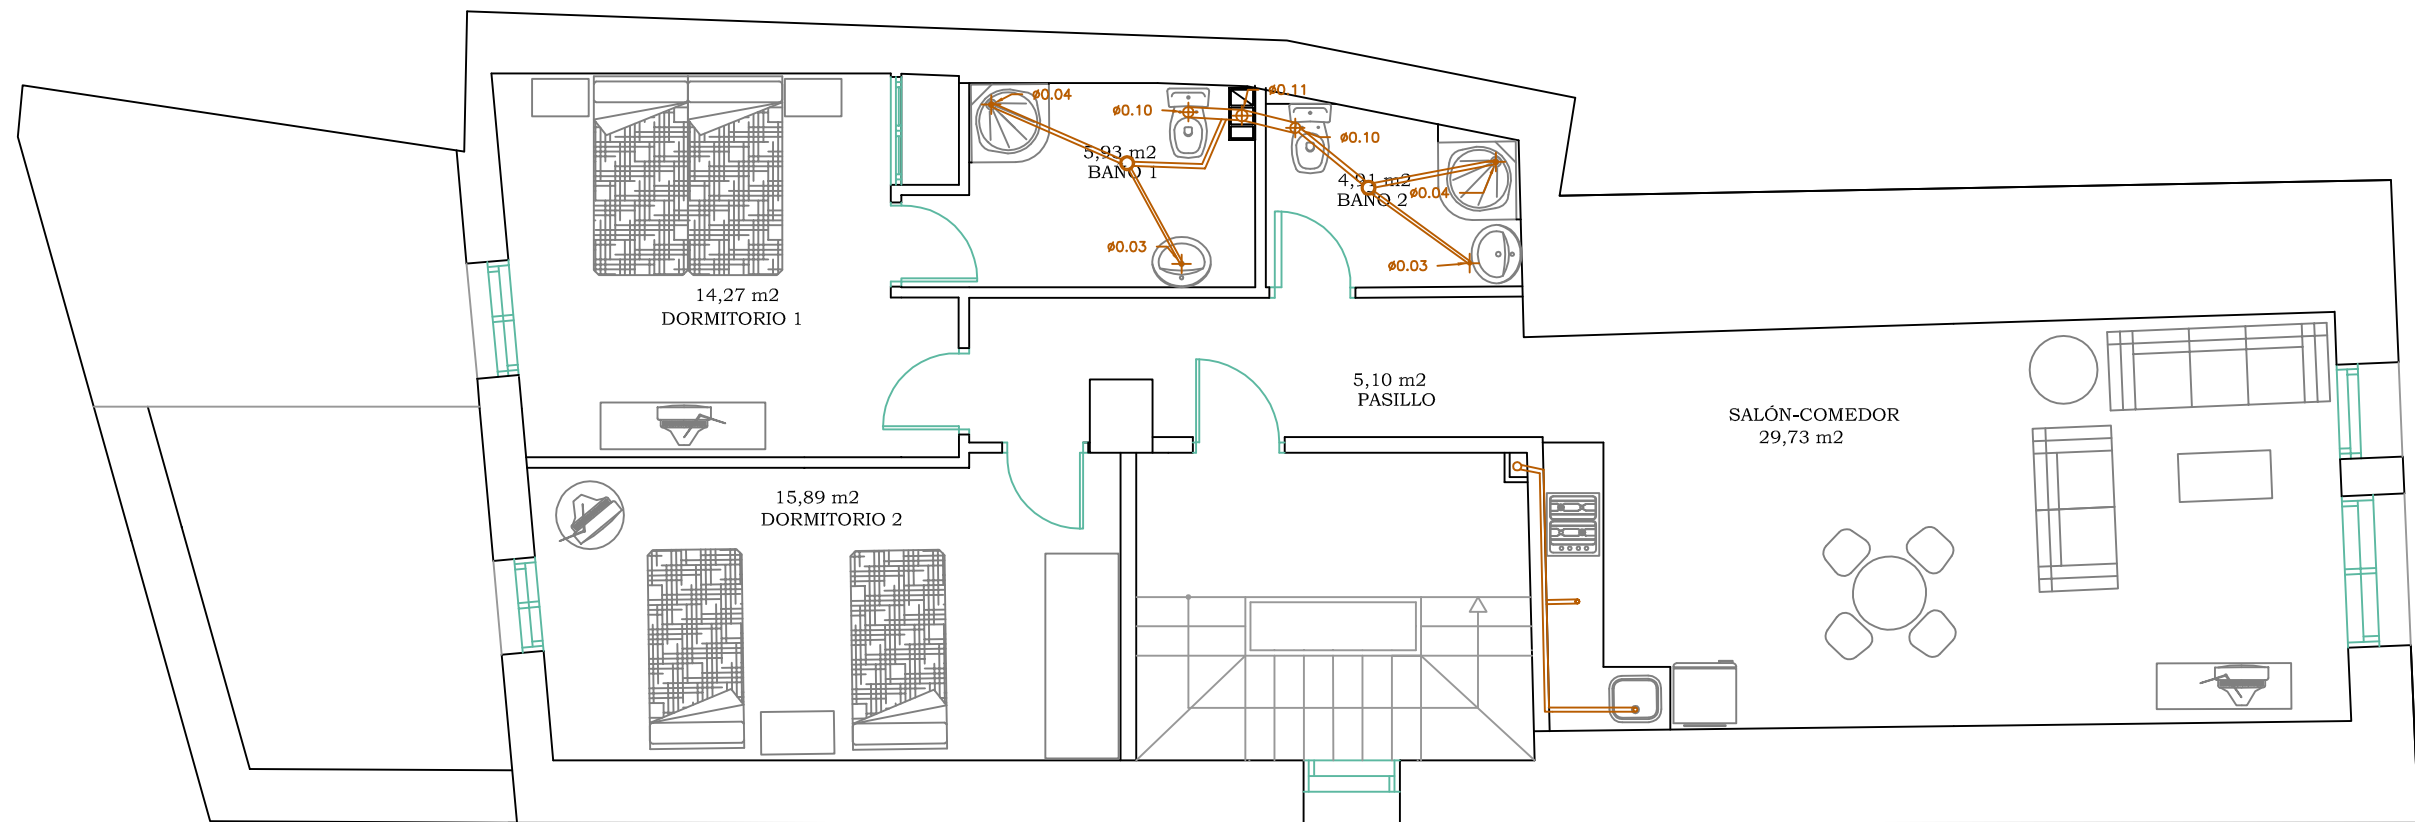 ø0.04
ø0.10
ø0.11
ø0.10
5,93 m2
BAÑO 1
4,91 m2
BAÑO 2
ø0.04
ø0.03
ø0.03
14,27 m2
DORMITORIO 1
5,10 m2
PASILLO
SALÓN-COMEDOR
29,73 m2
15,89 m2
DORMITORIO 2